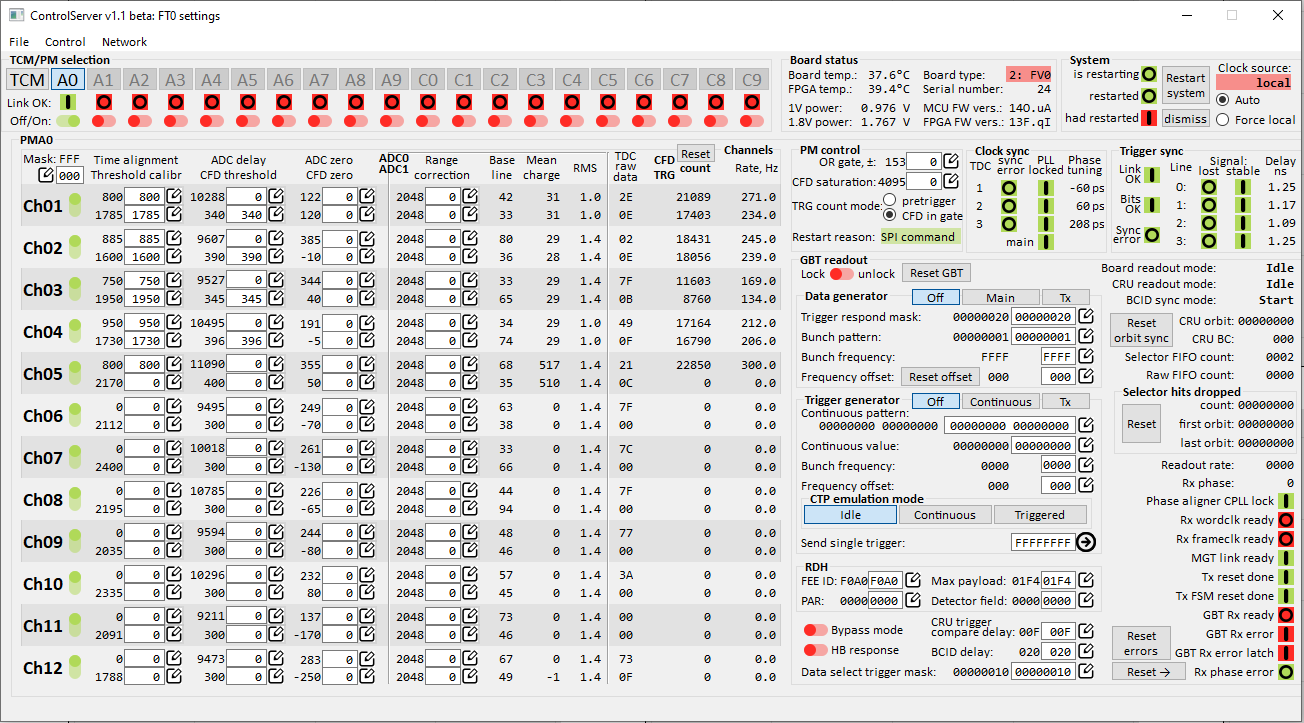 ControlServer v1.1 beta: FT0 settings
File Control Network
TCM/PM selection
TCM A0 A1 A2 A3 A4 A5 A6 A7 A8 A9 C0 C1 C2 C3 C4 C5 C6 C7 C8 C9
Link OK:
Off/On:
Board status
Board temp.: 37.6°C Board type: 2: FV0
FPGA temp.: 39.4°C Serial number: 24
1V power: 0.976 V MCU FW vers.: 140.uA
1.8V power: 1.767 V FPGA FW vers.: 13F.qI
System
is restarting
restarted
had restarted
Restart system
dismiss
Clock source:
local
Auto
Force local
PMA0
Mask: FFF
000
Time alignment
Threshold calibr
ADC delay
CFD threshold
ADC zero
CFD zero
ADC0
ADC1
Range correction
Base line
Mean charge
RMS
TDC raw data
CFD
TRG
Reset
count
Channels
Rate, Hz
Ch01 800 800 10288 0 122 0 2048 0 42 31 1.0 2E 21089 271.0
1785 1785 340 340 120 0 2048 0 33 31 1.0 0E 17403 234.0
Ch02 885 885 9607 0 385 0 2048 0 80 29 1.4 02 18431 245.0
1600 1600 390 390 -10 0 2048 0 36 28 1.4 0E 18056 239.0
Ch03 750 750 9527 0 344 0 2048 0 33 29 1.4 7F 11603 169.0
1950 1950 345 345 40 0 2048 0 65 29 1.4 0B 8760 134.0
Ch04 950 950 10495 0 191 0 2048 0 34 29 1.0 49 17164 212.0
1730 1730 396 396 -5 0 2048 0 74 29 1.4 0F 16790 206.0
Ch05 800 800 11090 0 355 0 2048 0 68 517 1.4 21 22850 300.0
2170 0 400 0 50 0 2048 0 35 510 1.4 0C 0 0.0
Ch06 0 0 9495 0 249 0 2048 0 63 0 1.4 7F 0 0.0
2112 0 300 0 -70 0 2048 0 38 0 1.4 00 0 0.0
Ch07 0 0 10018 0 261 0 2048 0 33 0 1.4 7C 0 0.0
2400 0 300 0 -130 0 2048 0 66 0 1.4 00 0 0.0
Ch08 0 0 10785 0 226 0 2048 0 44 0 1.4 7F 0 0.0
2195 0 300 0 -65 0 2048 0 94 0 1.4 00 0 0.0
Ch09 0 0 9594 0 244 0 2048 0 48 0 1.4 77 0 0.0
2035 0 300 0 -80 0 2048 0 46 0 1.4 00 0 0.0
Ch10 0 0 10296 0 232 0 2048 0 57 0 1.4 3A 0 0.0
2335 0 300 0 80 0 2048 0 45 0 1.4 00 0 0.0
Ch11 0 0 9211 0 137 0 2048 0 73 0 1.4 00 0 0.0
2091 0 300 0 -170 0 2048 0 46 0 1.4 00 0 0.0
Ch12 0 0 9473 0 283 0 2048 0 67 0 1.4 73 0 0.0
1788 0 300 0 -250 0 2048 0 49 -1 1.4 0F 0 0.0
PM control
OR gate, ±: 153 0
CFD saturation: 4095 0
TRG count mode: pretrigger
CFD in gate
Restart reason: SPI command
Clock sync
TDC sync error PLL locked Phase tuning
1 -60 ps
2 60 ps
3 208 ps
main
Trigger sync
Link OK
Bits OK
Sync error
Line Signal: lost stable Delay ns
0: 1.25
1: 1.17
2: 1.09
3: 1.25
GBT readout
Lock unlock Reset GBT
Data generator Off Main Tx
Trigger respond mask: 00000020 00000020
Bunch pattern: 00000001 00000001
Bunch frequency: FFFF FFFF
Frequency offset: Reset offset 000 000
Trigger generator Off Continuous Tx
Continuous pattern:
00000000 00000000 00000000 00000000
Continuous value: 00000000 00000000
Bunch frequency: 0000 0000
Frequency offset: 000 000
CTP emulation mode
Idle Continuous Triggered
Send single trigger: FFFFFFFF
RDH
FEE ID: F0A0 F0A0 Max payload: 01F4 01F4
PAR: 0000 0000 Detector field: 0000 0000
Bypass mode
HB response
CRU trigger compare delay: 00F 00F
BCID delay: 020 020
Data select trigger mask: 00000010 00000010
Board readout mode: Idle
CRU readout mode: Idle
BCID sync mode: Start
Reset orbit sync
CRU orbit: 00000000
CRU BC: 000
Selector FIFO count: 0002
Raw FIFO count: 0000
Selector hits dropped
Reset
count: 00000000
first orbit: 00000000
last orbit: 00000000
Readout rate: 0000
Rx phase: 0
Phase aligner CPLL lock
Rx wordclk ready
Rx frameclk ready
MGT link ready
Tx reset done
Tx FSM reset done
GBT Rx ready
Reset errors
GBT Rx error
GBT Rx error latch
Reset → Rx phase error